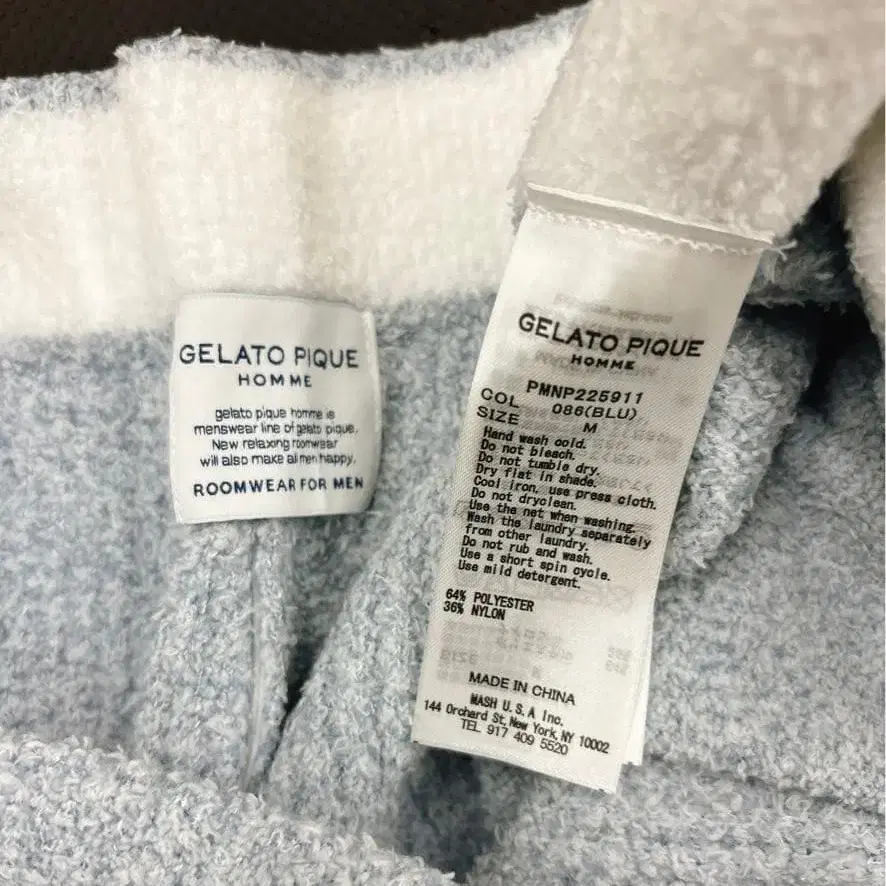 GELATO PIQUE
HOMME
gelato pique homme is
menswear line of gelato pique.
New relaxing roomwear
will also make all men happy.
ROOMWEAR FOR MEN
GELATO PIQUE
HOMME
PMNP225911
COL 086(BLU)
SIZE M
Hand wash cold.
Do not bleach.
Do not tumble dry.
Dry flat in shade.
Cool iron, use press cloth.
Do not dryclean.
Use the net when washing.
Wash the laundry separately
from other laundry.
Do not rub and wash.
Use a short spin cycle.
Use mild detergent.
64% POLYESTER
36% NYLON
MADE IN CHINA
MASH U.S.A Inc.
144 Orchard St, New York, NY 10002
TEL 917 409 5520